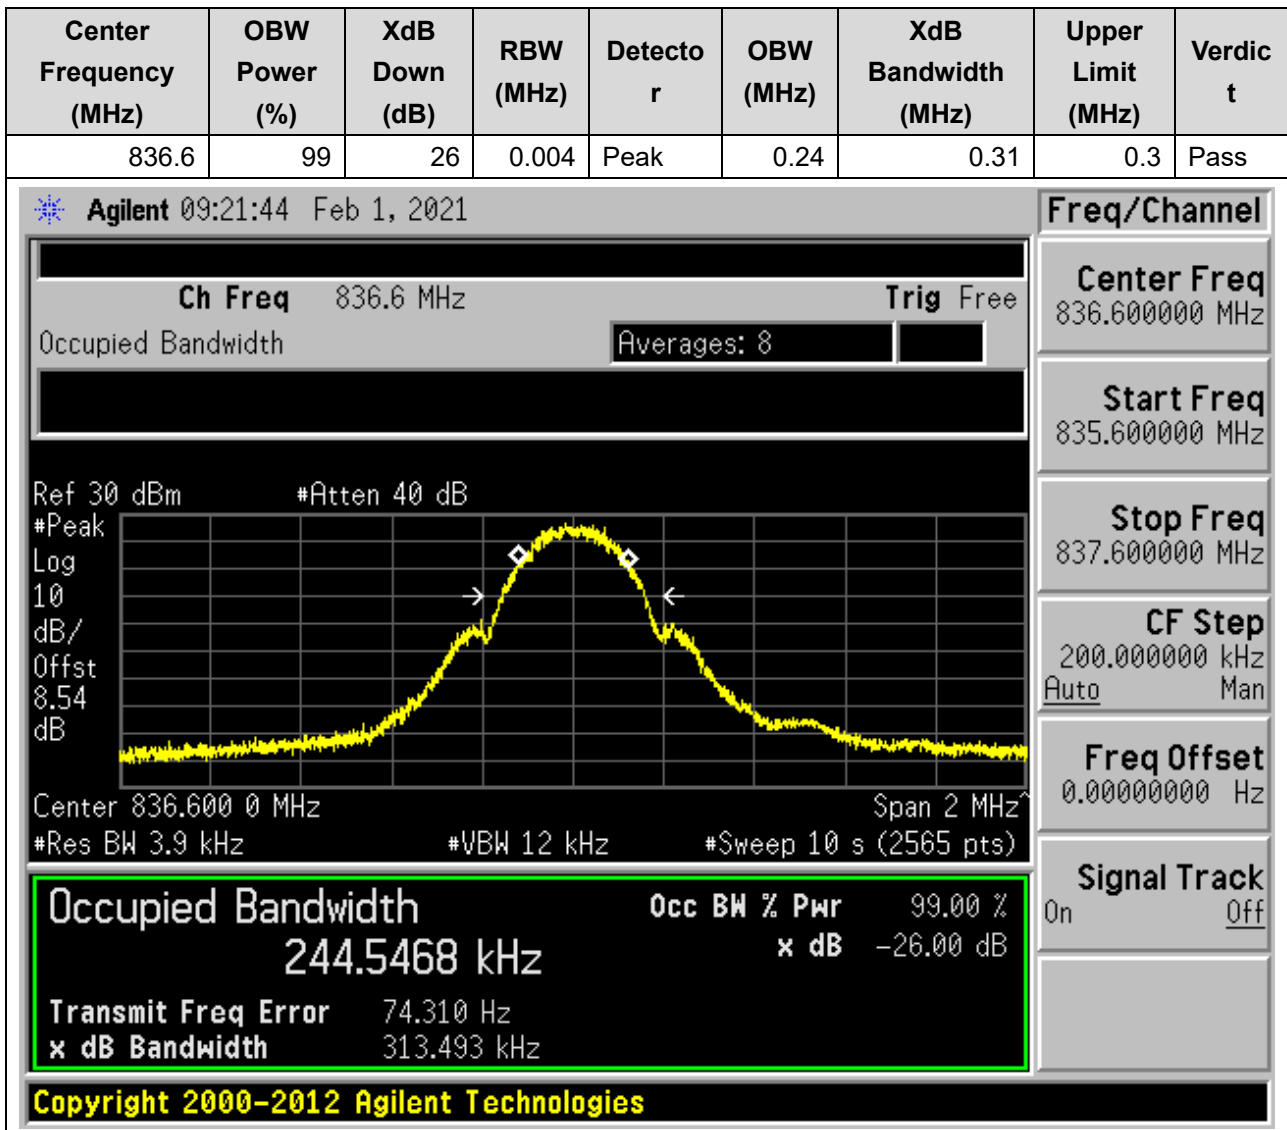 Center Frequency (MHz) OBW Power (%) XdB Down (dB) RBW (MHz) Detecto r OBW (MHz) XdB Bandwidth (MHz) Upper Limit (MHz) Verdic t
836.6 99 26 0.004 Peak 0.24 0.31 0.3 Pass
Agilent 09:21:44 Feb 1, 2021
Freq/Channel
Ch Freq 836.6 MHz Trig Free
Occupied Bandwidth Averages: 8
Ref 30 dBm #Atten 40 dB
#Peak
Log
10
dB/
Offst
8.54
dB
Center 836.600 0 MHz Span 2 MHz^
#Res BW 3.9 kHz #VBW 12 kHz #Sweep 10 s (2565 pts)
Occupied Bandwidth Occ BW % Pwr 99.00 %
244.5468 kHz x dB -26.00 dB
Transmit Freq Error 74.310 Hz
x dB Bandwidth 313.493 kHz
Center Freq
836.600000 MHz
Start Freq
835.600000 MHz
Stop Freq
837.600000 MHz
CF Step
200.000000 kHz
Auto Man
Freq Offset
0.00000000 Hz
Signal Track
On Off
Copyright 2000-2012 Agilent Technologies